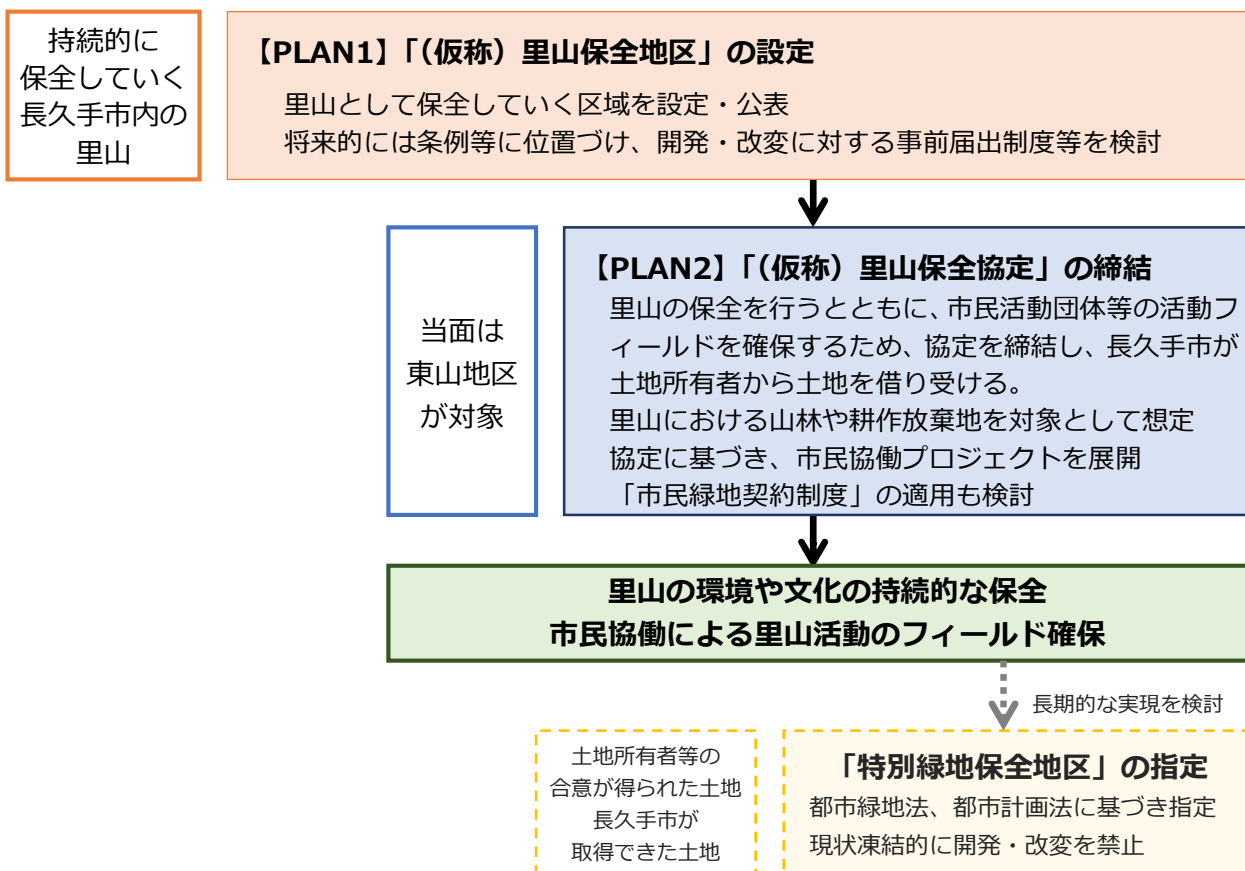 持続的に
保全していく
長久手市内の
里山
【PLAN1】「(仮称)里山保全地区」の設定
里山として保全していく区域を設定・公表
将来的には条例等に位置づけ、開発・改変に対する事前届出制度等を検討
当面は
東山地区
が対象
【PLAN2】「(仮称)里山保全協定」の締結
里山の保全を行うとともに、市民活動団体等の活動フ
ィールドを確保するため、協定を締結し、長久手市が
土地所有者から土地を借り受ける。
里山における山林や耕作放棄地を対象として想定
協定に基づき、市民協働プロジェクトを展開
「市民緑地契約制度」の適用も検討
里山の環境や文化の持続的な保全
市民協働による里山活動のフィールド確保
長期的な実現を検討
土地所有者等の
合意が得られた土地
長久手市が
取得できた土地
「特別緑地保全地区」の指定
都市緑地法、都市計画法に基づき指定
現状凍結的に開発・改変を禁止